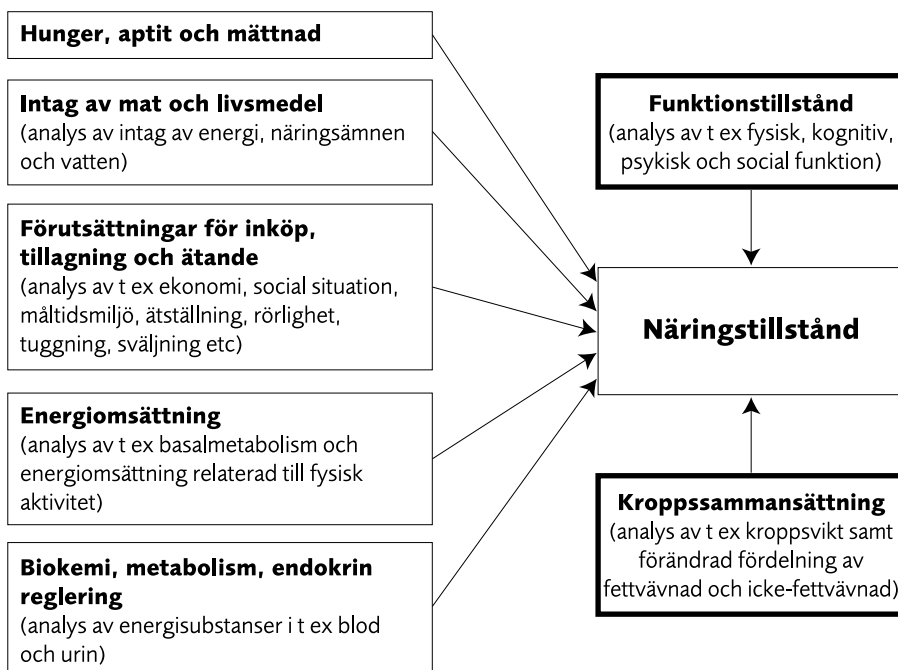 Hunger, aptit och mättnad
Intag av mat och livsmedel
(analys av intag av energi, näringsämnen
och vatten)
Förutsättningar för inköp,
tillagning och ätande
(analys av t ex ekonomi, social situation,
måltidsmiljö, ätställning, rörlighet,
tuggning, sväljning etc)
Energiomsättning
(analys av t ex basalmetabolism och
energiomsättning relaterad till fysisk
aktivitet)
Biokemi, metabolism, endokrin
reglering
(analys av energisubstanser i t ex blod
och urin)
Funktionstillstånd
(analys av t ex fysisk, kognitiv,
psykisk och social funktion)
Näringstillstånd
Kroppssammansättning
(analys av t ex kroppsvikt samt
förändrad fördelning av
fettvävnad och icke-fettvävnad)